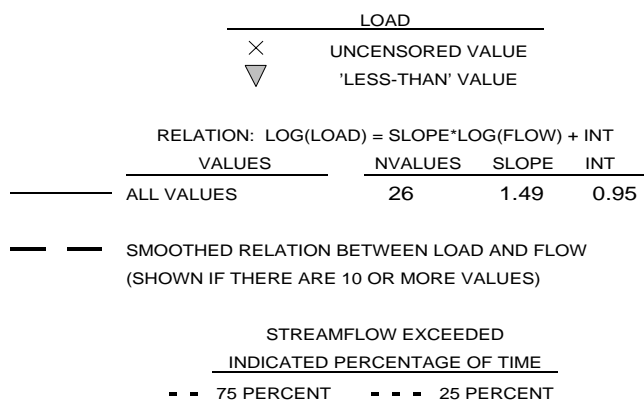 LOAD
UNCENSORED VALUE
'LESS-THAN' VALUE
RELATION: LOG(LOAD) = SLOPE*LOG(FLOW) + INT
VALUES NVALUES SLOPE INT
ALL VALUES 26 1.49 0.95
SMOOTHED RELATION BETWEEN LOAD AND FLOW
(SHOWN IF THERE ARE 10 OR MORE VALUES)
STREAMFLOW EXCEEDED
INDICATED PERCENTAGE OF TIME
75 PERCENT 25 PERCENT